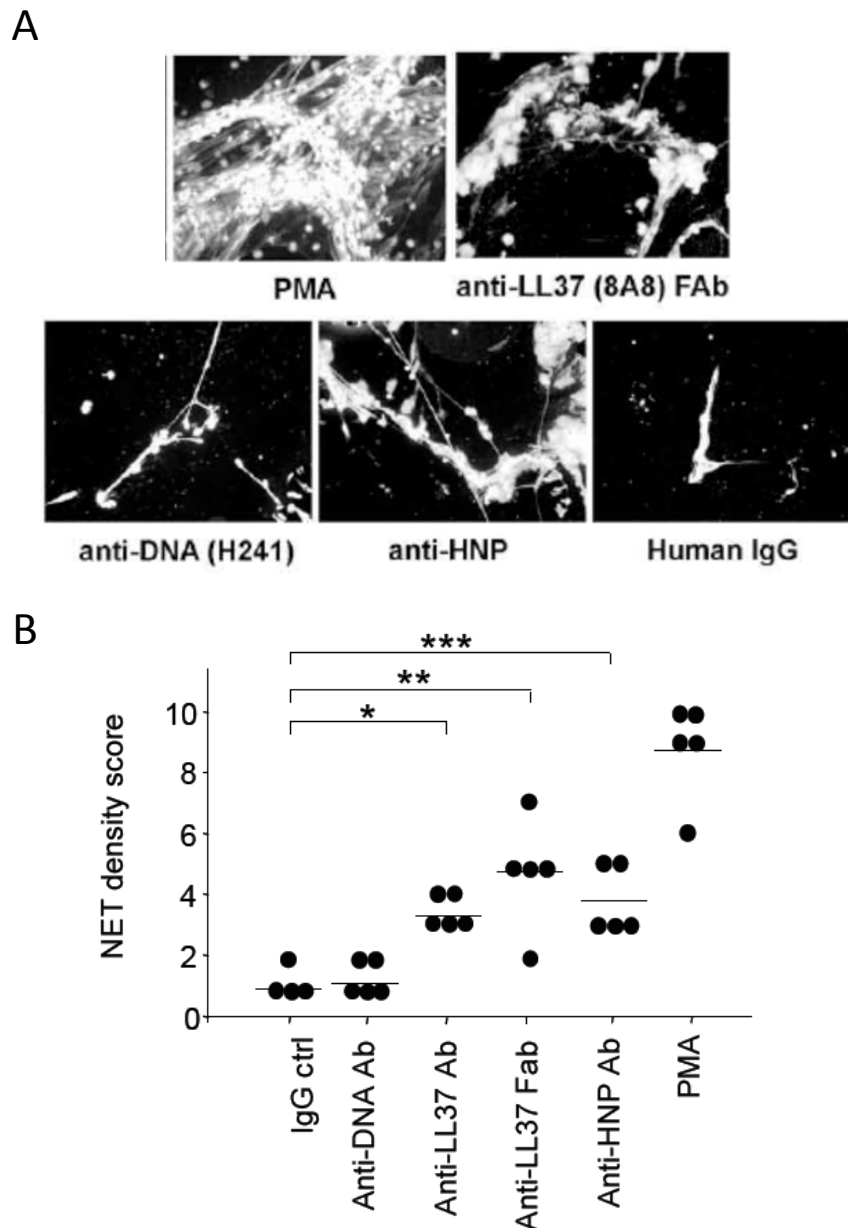 A
PMA
anti-LL37 (8A8) FAb
anti-DNA (H241)
anti-HNP
Human IgG
B
***
**
*
NET density score
10
8
6
4
2
0
IgG ctrl
Anti-DNA Ab
Anti-LL37 Ab
Anti-LL37 Fab
Anti-HNP Ab
PMA